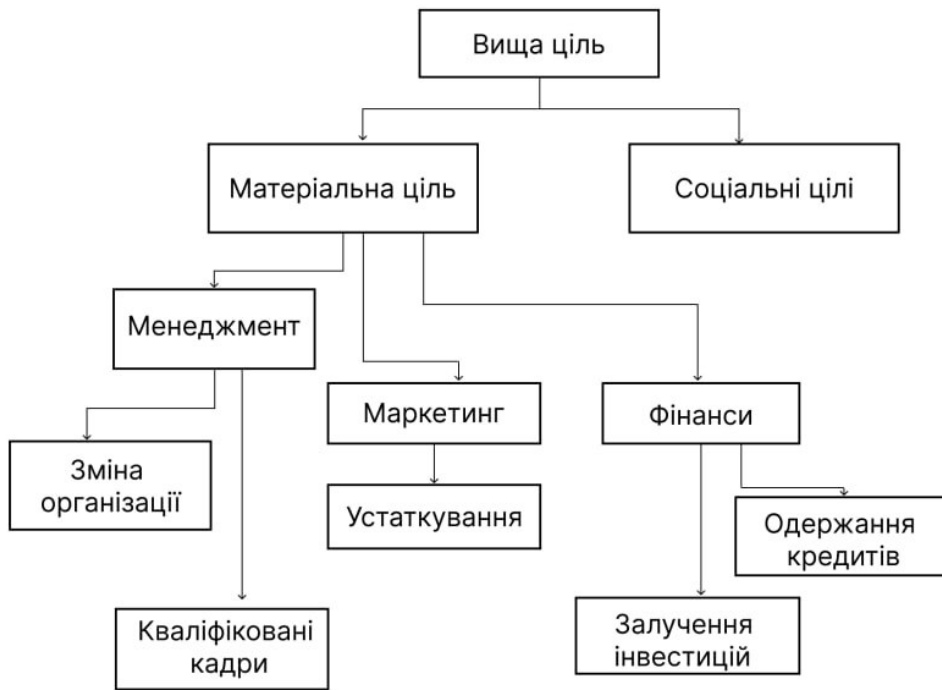 Вища ціль
Матеріальна ціль
Соціальні цілі
Менеджмент
Маркетинг
Фінанси
Зміна
організації
Устаткування
Одержання
кредитів
Кваліфіковані
кадри
Залучення
інвестицій